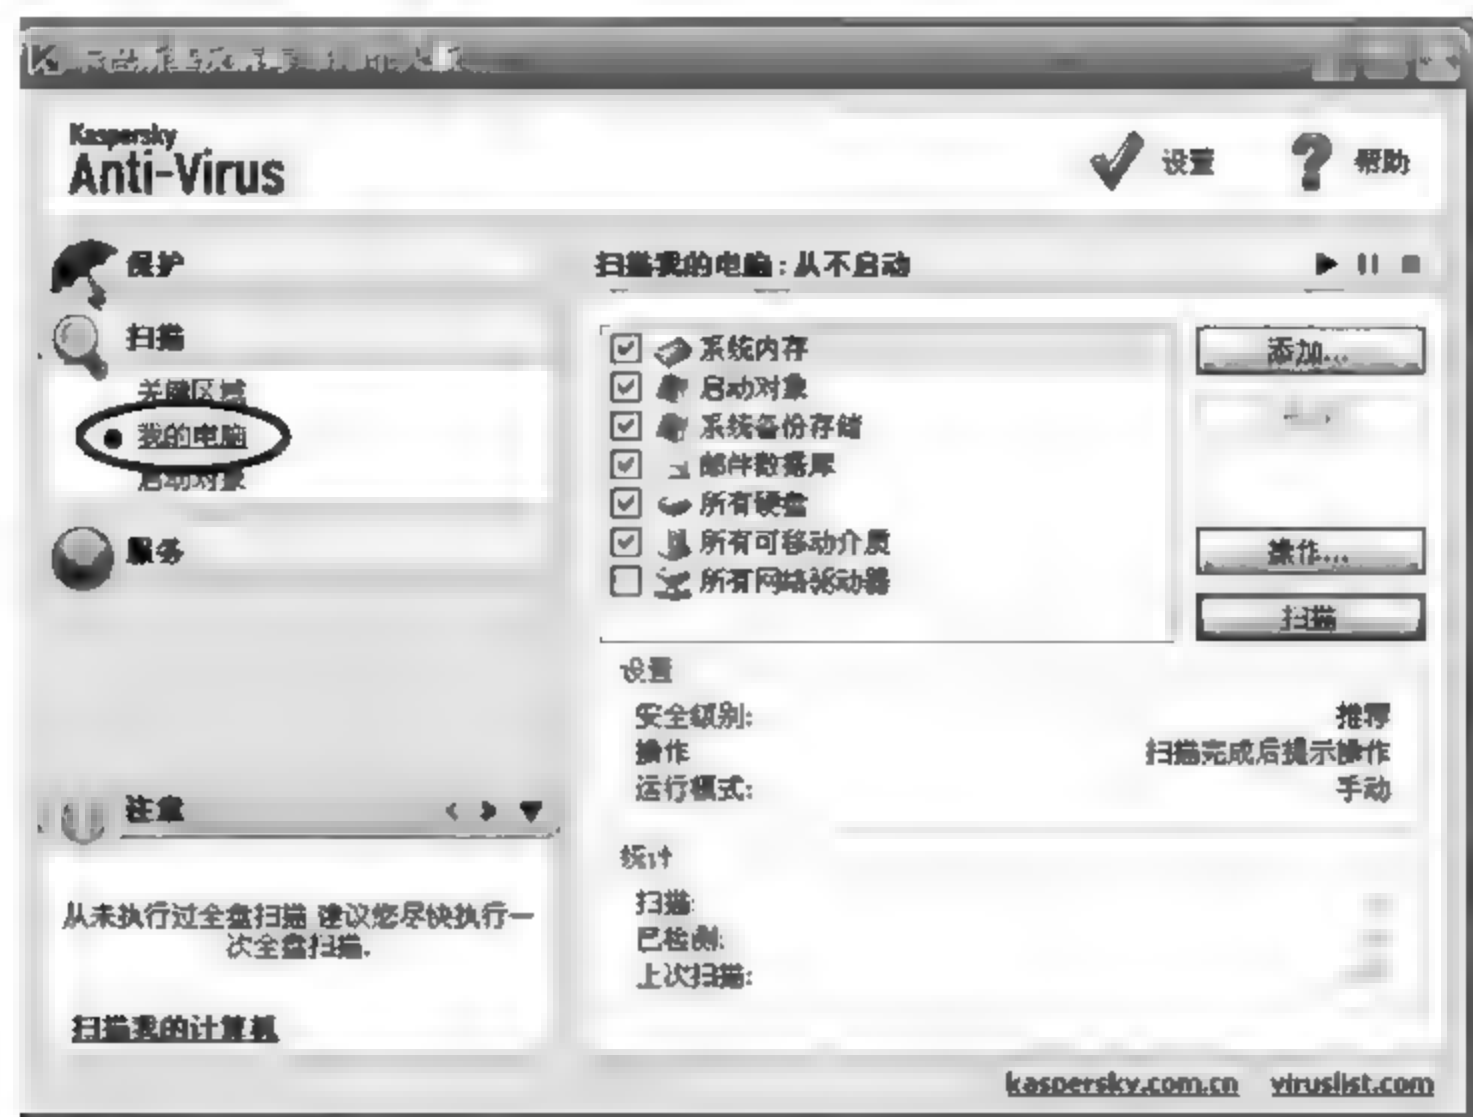 Kaspersky
Anti-Virus
设置
帮助
保护
扫描
关键区域
我的电脑
启动对象
服务
注意
从未执行过全盘扫描 建议您尽快执行一
次全盘扫描.
扫描我的计算机
扫描我的电脑 : 从不启动
系统内存
启动对象
系统备份存储
邮件数据库
所有硬盘
所有可移动介质
所有网络驱动器
添加...
操作...
扫描
设置
安全级别: 推荐
操作 扫描完成后提示操作
运行模式: 手动
统计
扫描:
已检测:
上次扫描:
kaspersky.com.cn viruslist.com